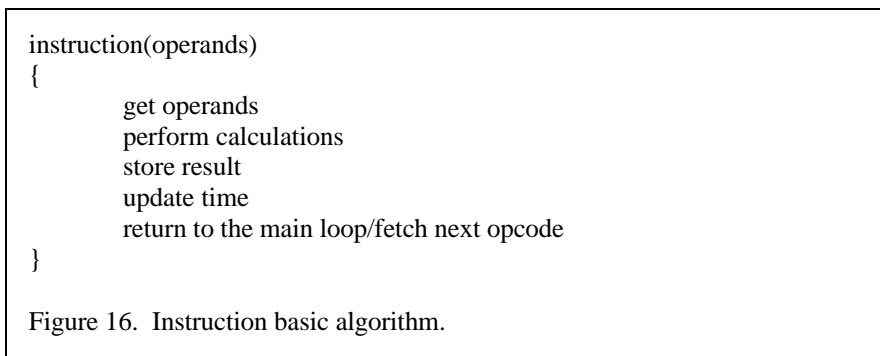 instruction(operands)
{
get operands
perform calculations
store result
update time
return to the main loop/fetch next opcode
}
Figure 16.  Instruction basic algorithm.